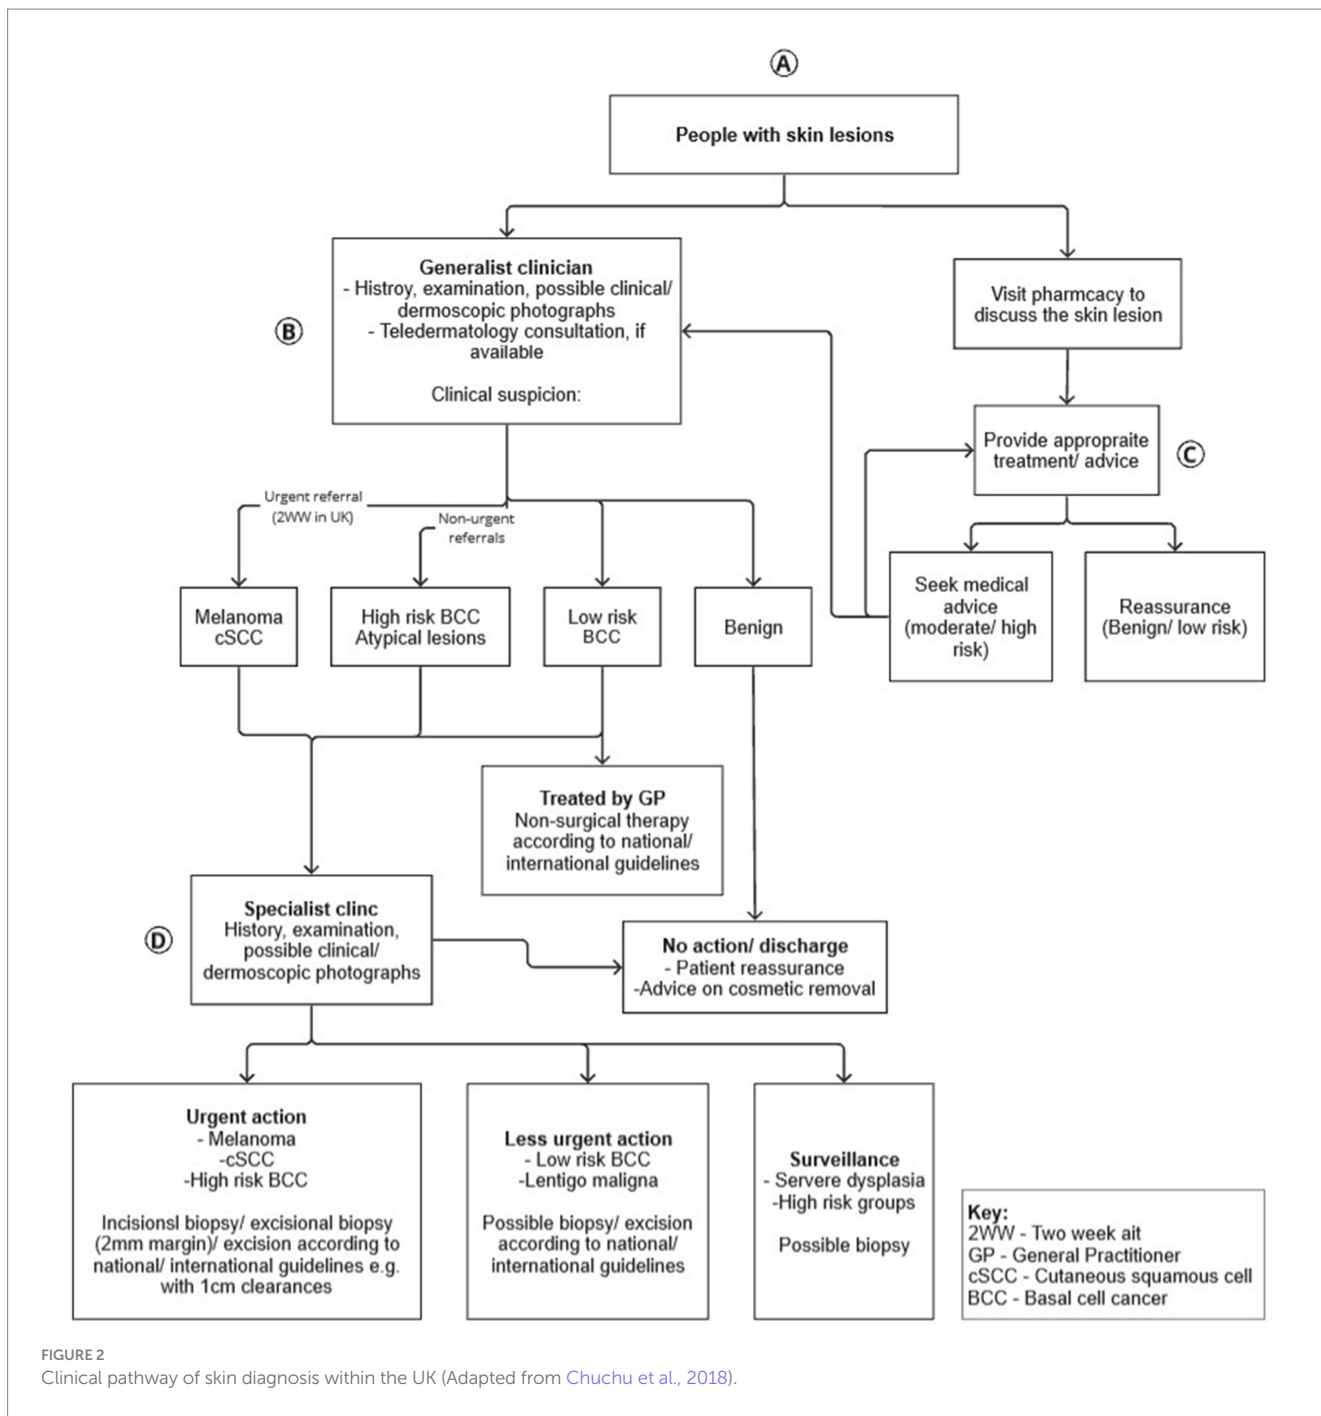 A
People with skin lesions
Generalist clinician
- Histroy, examination, possible clinical/
dermoscopic photographs
- Teledermatology consultation, if
available
Clinical suspicion:
B
Visit pharmcacy to
discuss the skin lesion
Provide appropraite
treatment/ advice
C
Urgent referral
(2WW in UK)
Non-urgent
referrals
Melanoma
cSCC
High risk BCC
Atypical lesions
Low risk
BCC
Benign
Seek medical
advice
(moderate/ high
risk)
Reassurance
(Benign/ low risk)
Treated by GP
Non-surgical therapy
according to national/
international guidelines
D
Specialist clinc
History, examination,
possible clinical/
dermoscopic photographs
No action/ discharge
- Patient reassurance
-Advice on cosmetic removal
Urgent action
- Melanoma
-cSCC
-High risk BCC
Incisionsl biopsy/ excisional biopsy
(2mm margin)/ excision according to
national/ international guidelines e.g.
with 1cm clearances
Less urgent action
- Low risk BCC
-Lentigo maligna
Possible biopsy/ excision
according to national/
international guidelines
Surveillance
- Servere dysplasia
-High risk groups
Possible biopsy
Key:
2WW - Two week ait
GP - General Practitioner
cSCC - Cutaneous squamous cell
BCC - Basal cell cancer
FIGURE 2
Clinical pathway of skin diagnosis within the UK (Adapted from Chuchu et al., 2018).